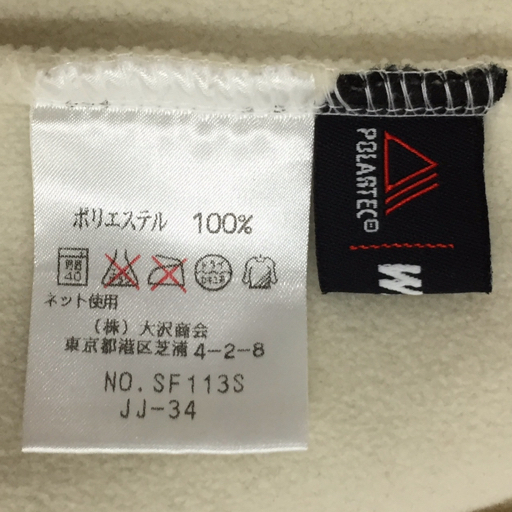 ポリエステル 100%
40
ネット使用
(株) 大沢商会
東京都港区芝浦 4-2-8
NO. SF113S
JJ-34
POLARTEC®
M